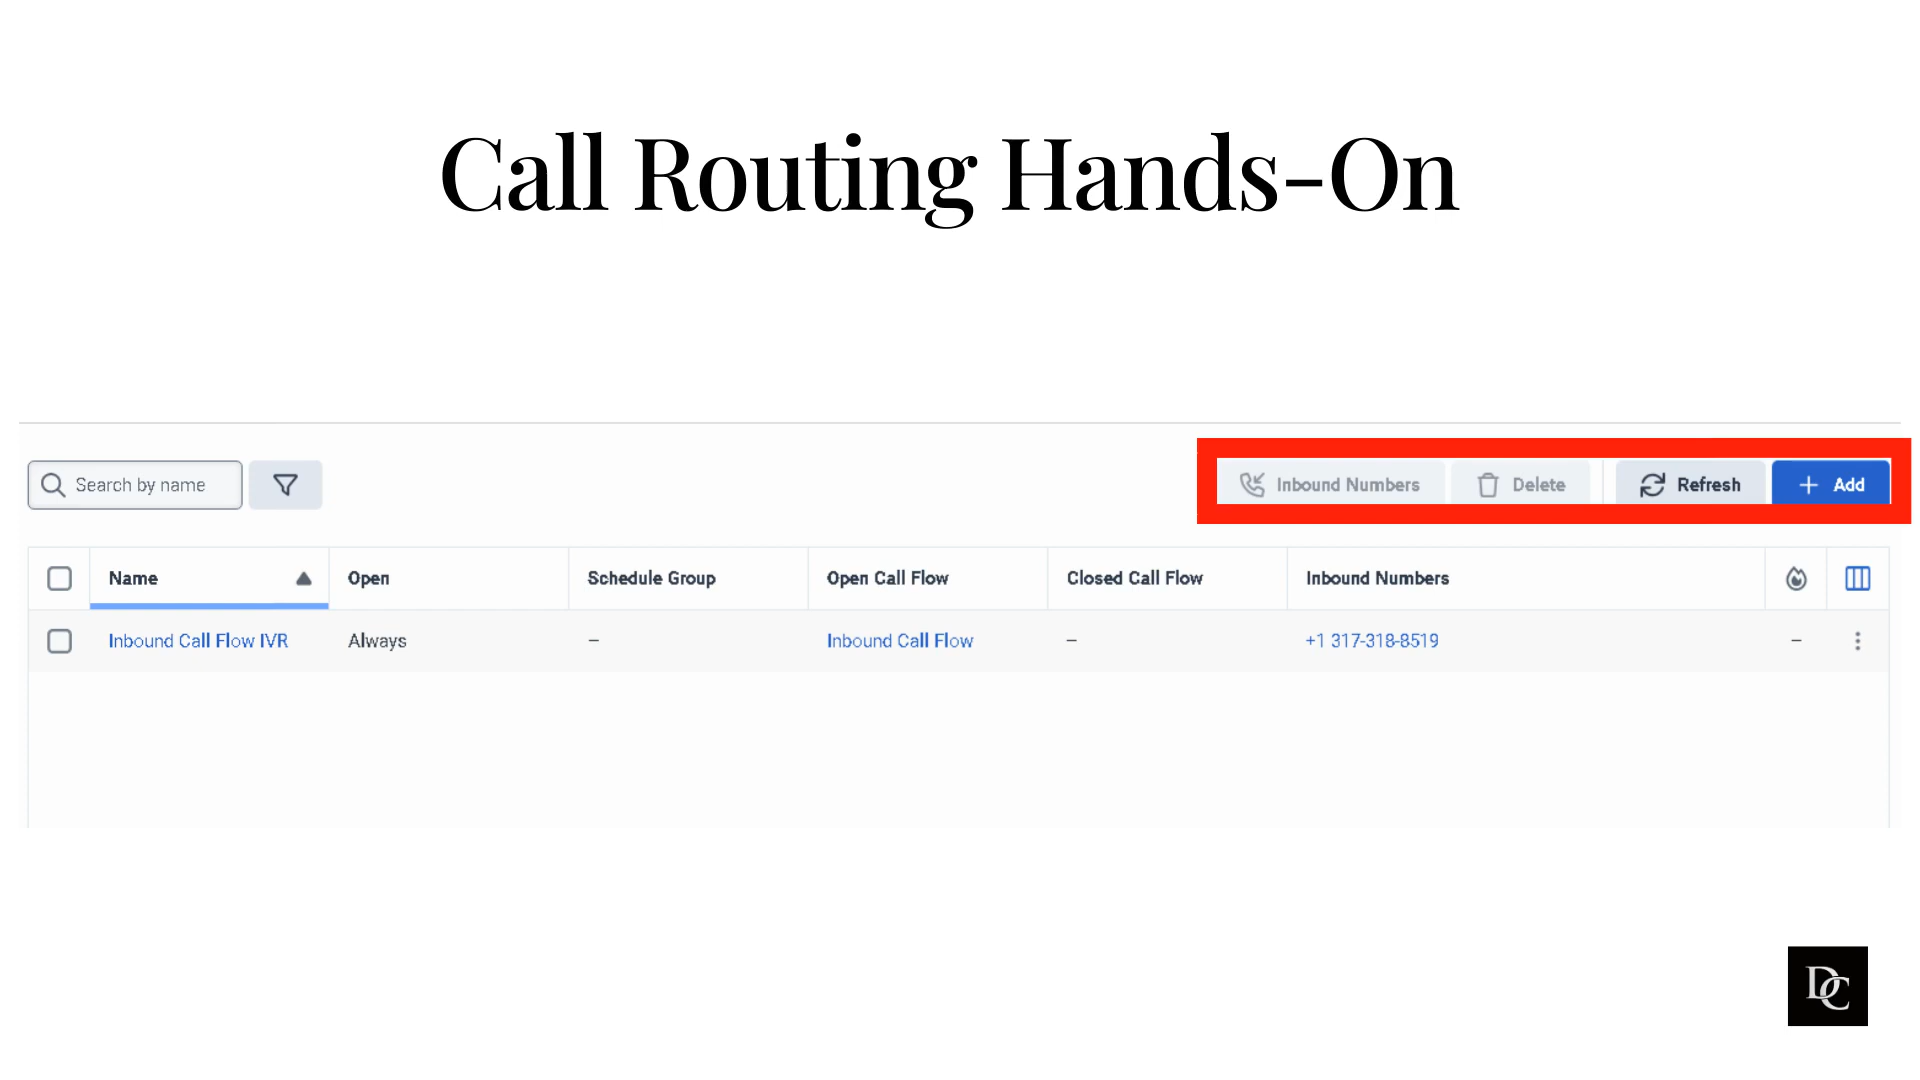 Call Routing Hands-On
Search by name
Inbound Numbers Delete Refresh + Add
Name Open Schedule Group Open Call Flow Closed Call Flow Inbound Numbers
Inbound Call Flow IVR Always – Inbound Call Flow – +1 317-318-8519 –
DC